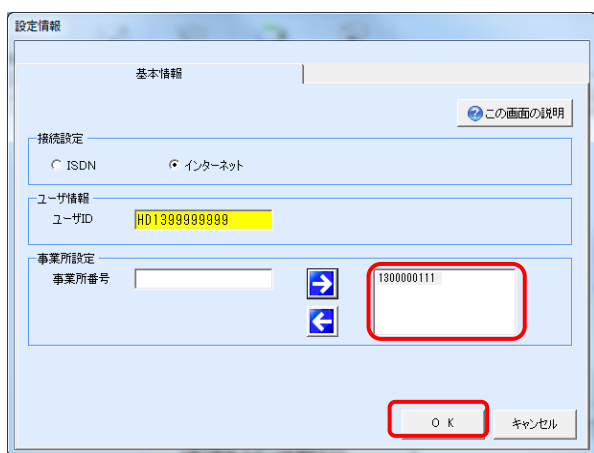 設定情報
基本情報
この画面の説明
接続設定
ISDN インターネット
ユーザ情報
ユーザID HD1399999999
事業所設定
事業所番号 1300000111
OK キャンセル